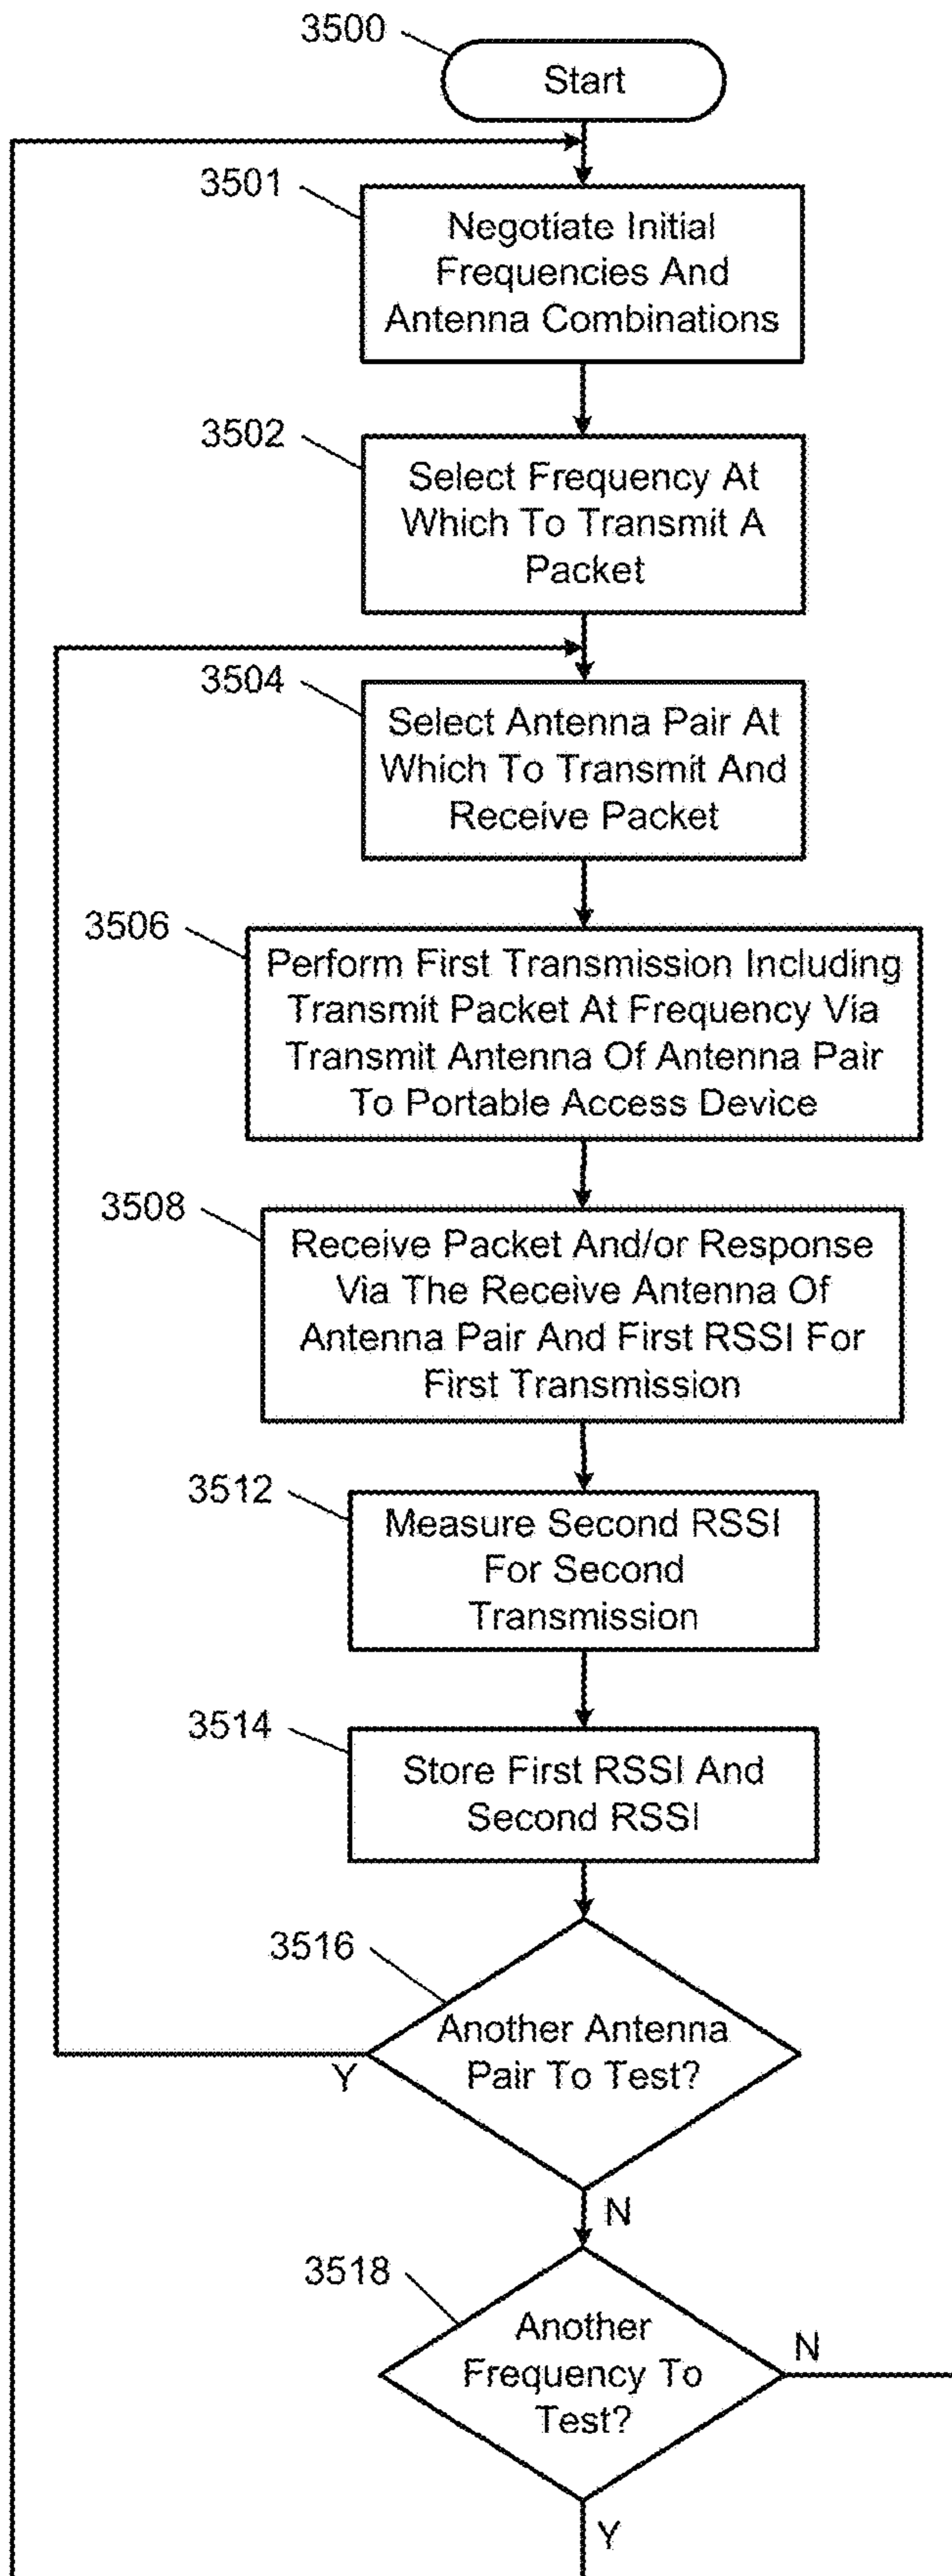 3500
Start
3501
Negotiate Initial
Frequencies And
Antenna Combinations
3502
Select Frequency At
Which To Transmit A
Packet
3504
Select Antenna Pair At
Which To Transmit And
Receive Packet
3506
Perform First Transmission Including
Transmit Packet At Frequency Via
Transmit Antenna Of Antenna Pair
To Portable Access Device
3508
Receive Packet And/or Response
Via The Receive Antenna Of
Antenna Pair And First RSSI For
First Transmission
3512
Measure Second RSSI
For Second
Transmission
3514
Store First RSSI And
Second RSSI
3516
Another Antenna
Pair To Test?
Y
N
3518
Another
Frequency To
Test?
N
Y